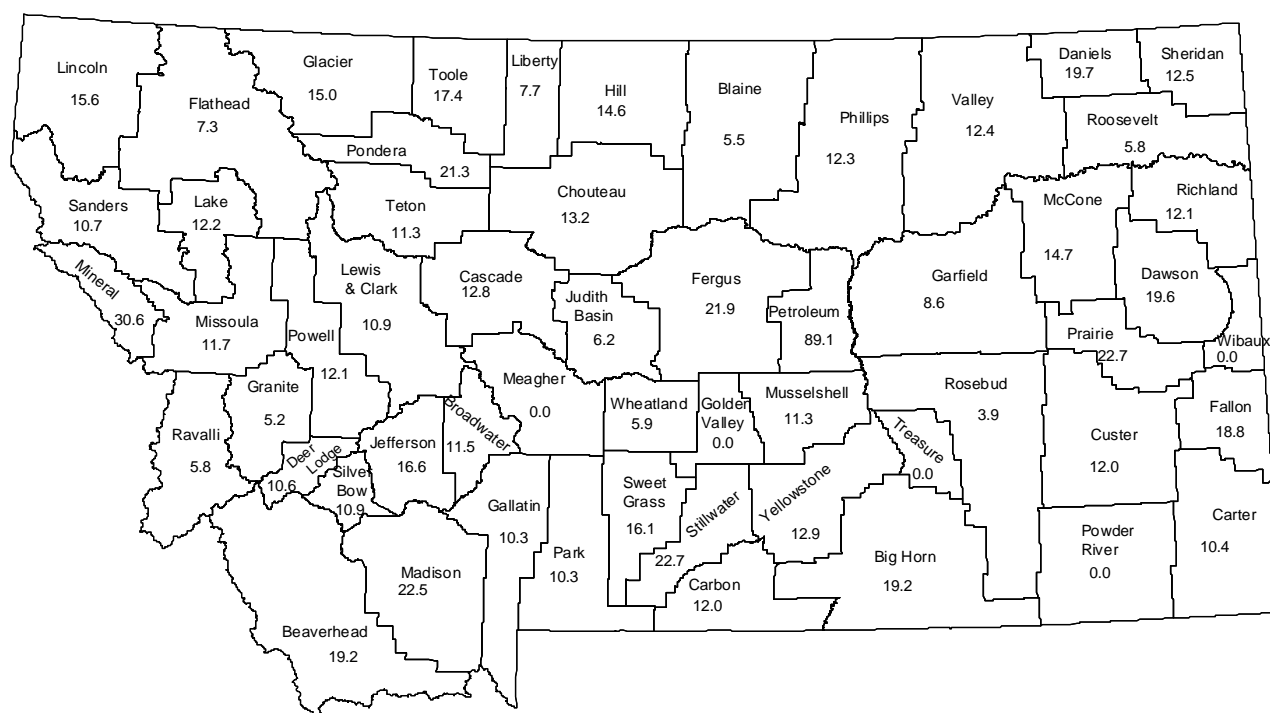 Lincoln
15.6
Flathead
7.3
Glacier
15.0
Toole
17.4
Liberty
7.7
Hill
14.6
Blaine
5.5
Phillips
12.3
Valley
12.4
Daniels
19.7
Sheridan
12.5
Roosevelt
5.8
Pondera
21.3
Teton
11.3
Chouteau
13.2
Sanders
10.7
Lake
12.2
McCone
14.7
Richland
12.1
Dawson
19.6
Mineral
30.6
Missoula
11.7
Powell
12.1
Lewis
& Clark
10.9
Cascade
12.8
Judith
Basin
6.2
Fergus
21.9
Petroleum
89.1
Garfield
8.6
Prairie
22.7
Wibaux
0.0
Granite
5.2
Ravalli
5.8
Deer
Lodge
10.6
Silver
Bow
10.9
Jefferson
16.6
Broadwater
11.5
Meagher
0.0
Wheatland
5.9
Golden
Valley
0.0
Musselshell
11.3
Rosebud
3.9
Treasure
0.0
Custer
12.0
Fallon
18.8
Gallatin
10.3
Park
10.3
Sweet
Grass
16.1
Stillwater
22.7
Yellowstone
12.9
Big Horn
19.2
Powder
River
0.0
Carter
10.4
Carbon
12.0
Madison
22.5
Beaverhead
19.2